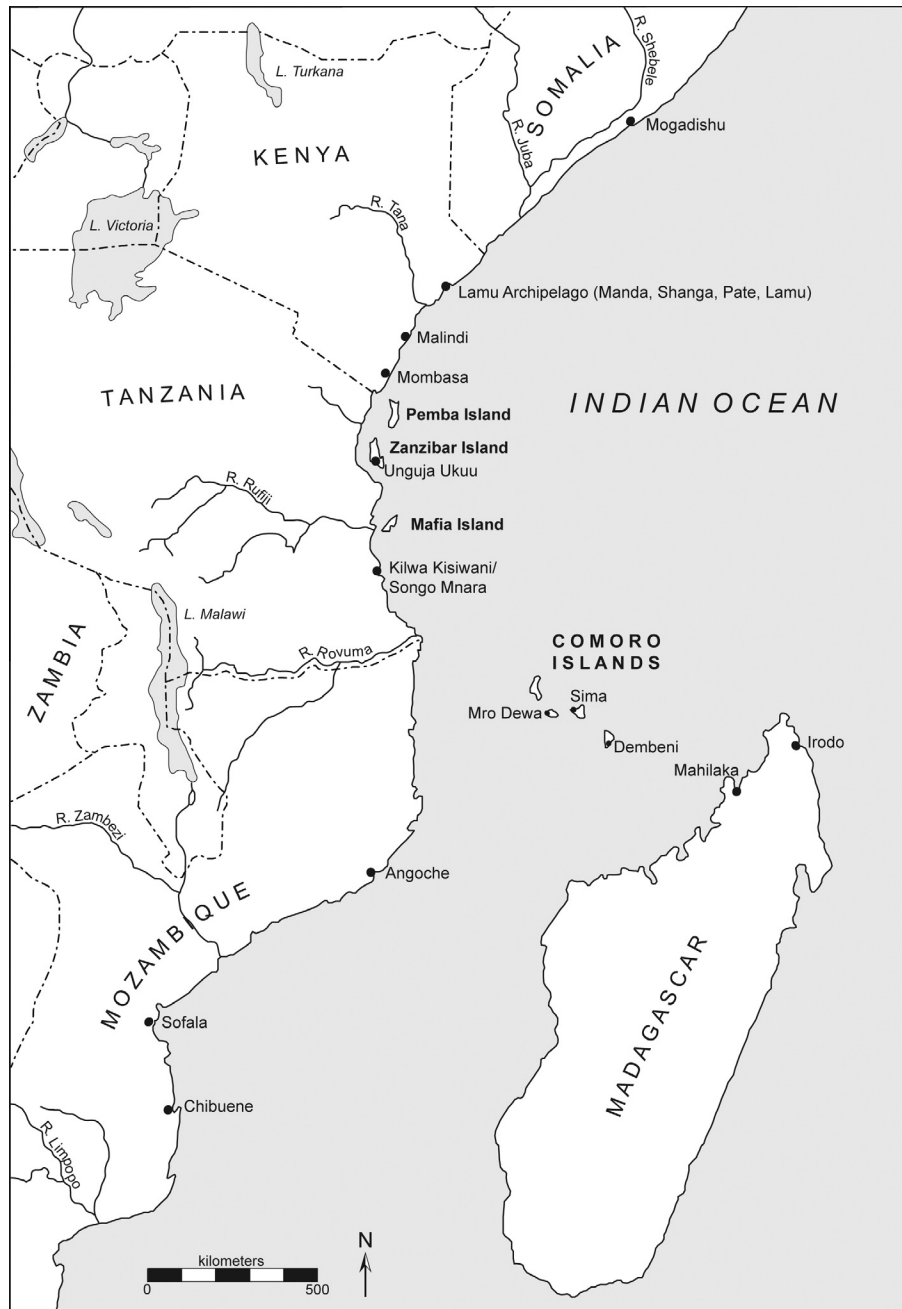 L. Turkana
SOMALIA
R. Shebele
R. Juba
Mogadishu
KENYA
L. Victoria
R. Tana
Lamu Archipelago (Manda, Shanga, Pate, Lamu)
Malindi
Mombasa
TANZANIA
INDIAN OCEAN
Pemba Island
Zanzibar Island
Unguja Ukuu
R. Rufiji
Mafia Island
Kilwa Kisiwani/
Songo Mnara
L. Malawi
ZAMBIA
R. Rovuma
COMORO
ISLANDS
Sima
Mro Dewa
Dembeni
Irodo
Mahilaka
R. Zambezi
Angoche
MOZAMBIQUE
MADAGASCAR
Sofala
Chibuene
R. Limpopo
N
kilometers
0 500